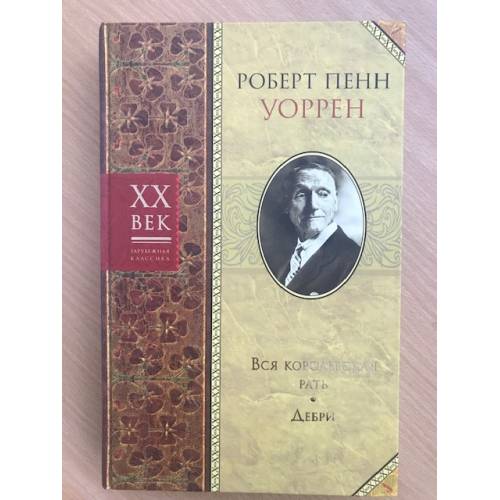 РОБЕРТ ПЕНН
УОРРЕН
XX
ВЕК
ЗАРУБЕЖНАЯ
КЛАССИКА
ВСЯ КОРОЛЕВСКАЯ
РАТЬ
ДЕБРИ